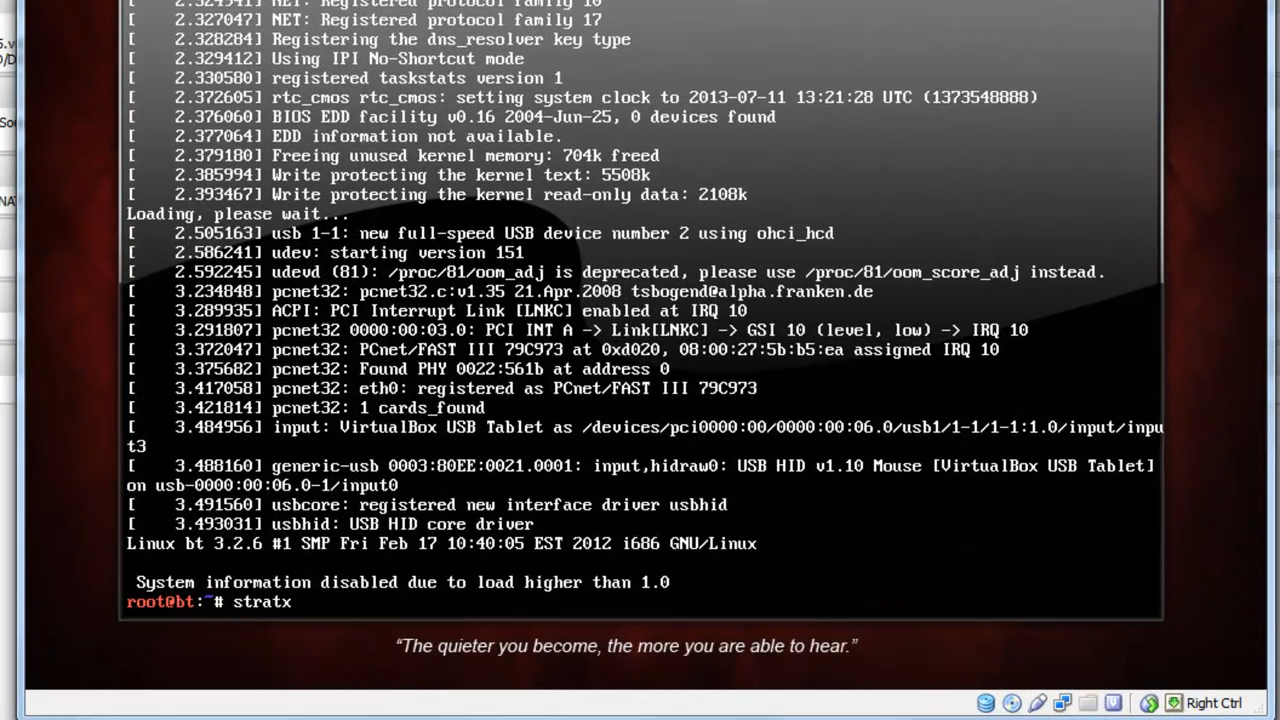 [    2.324941] NET: Registered protocol family 10
[    2.327047] NET: Registered protocol family 17
[    2.328284] Registering the dns_resolver key type
[    2.329412] Using IPI No-Shortcut mode
[    2.330580] registered taskstats version 1
[    2.372605] rtc_cmos rtc_cmos: setting system clock to 2013-07-11 13:21:28 UTC (1373548888)
[    2.376060] BIOS EDD facility v0.16 2004-Jun-25, 0 devices found
[    2.377064] EDD information not available.
[    2.379180] Freeing unused kernel memory: 704k freed
[    2.385994] Write protecting the kernel text: 5508k
[    2.393467] Write protecting the kernel read-only data: 2108k
Loading, please wait...
[    2.505163] usb 1-1: new full-speed USB device number 2 using ohci_hcd
[    2.586241] udev: starting version 151
[    2.592245] udevd (81): /proc/81/oom_adj is deprecated, please use /proc/81/oom_score_adj instead.
[    3.234848] pcnet32: pcnet32.c:v1.35 21.Apr.2008 tsbogend@alpha.franken.de
[    3.289935] ACPI: PCI Interrupt Link [LNKC] enabled at IRQ 10
[    3.291807] pcnet32 0000:00:03.0: PCI INT A -> Link[LNKC] -> GSI 10 (level, low) -> IRQ 10
[    3.372047] pcnet32: PCnet/FAST III 79C973 at 0xd020, 08:00:27:5b:b5:ea assigned IRQ 10
[    3.375682] pcnet32: Found PHY 0022:561b at address 0
[    3.417058] pcnet32: eth0: registered as PCnet/FAST III 79C973
[    3.421814] pcnet32: 1 cards_found
[    3.484956] input: VirtualBox USB Tablet as /devices/pci0000:00/0000:00:06.0/usb1/1-1/1-1:1.0/input/inpu
t3
[    3.488160] generic-usb 0003:80EE:0021.0001: input,hidraw0: USB HID v1.10 Mouse [VirtualBox USB Tablet]
on usb-0000:00:06.0-1/input0
[    3.491560] usbcore: registered new interface driver usbhid
[    3.493031] usbhid: USB HID core driver
Linux bt 3.2.6 #1 SMP Fri Feb 17 10:40:05 EST 2012 i686 GNU/Linux
System information disabled due to load higher than 1.0
root@bt:~# stratx
“The quieter you become, the more you are able to hear.”
Right Ctrl